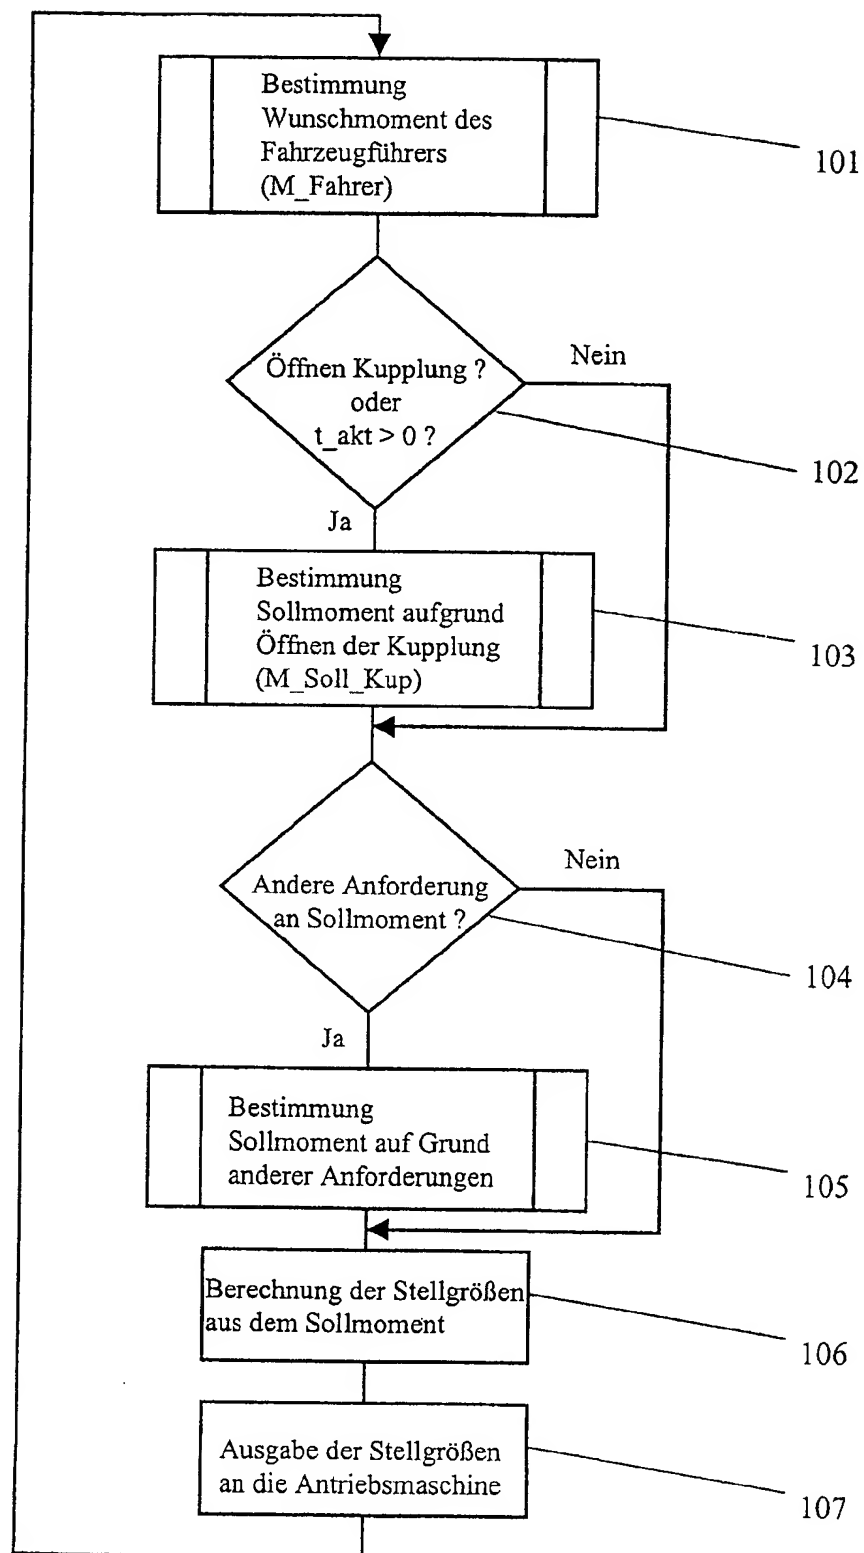 Bestimmung
Wunschmoment des
Fahrzeugführers
(M_Fahrer)
101
Nein
Öffnen Kupplung ?
oder
t_akt > 0 ?
102
Ja
Bestimmung
Sollmoment aufgrund
Öffnen der Kupplung
(M_Soll_Kup)
103
Nein
Andere Anforderung
an Sollmoment ?
104
Ja
Bestimmung
Sollmoment auf Grund
anderer Anforderungen
105
Berechnung der Stellgrößen
aus dem Sollmoment
106
Ausgabe der Stellgrößen
an die Antriebsmaschine
107